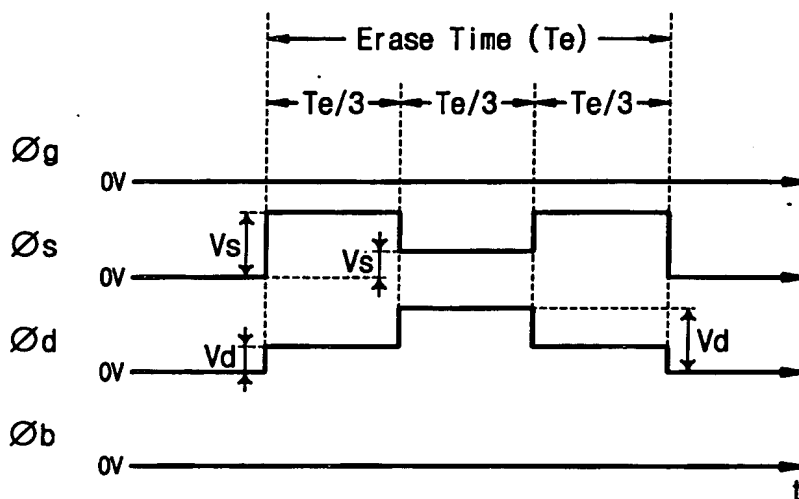 Erase Time (Te)
Te/3 Te/3 Te/3
Øg
0V
Øs
Vs
Vs
0V
Ød
Vd
Vd
0V
Øb
0V
t